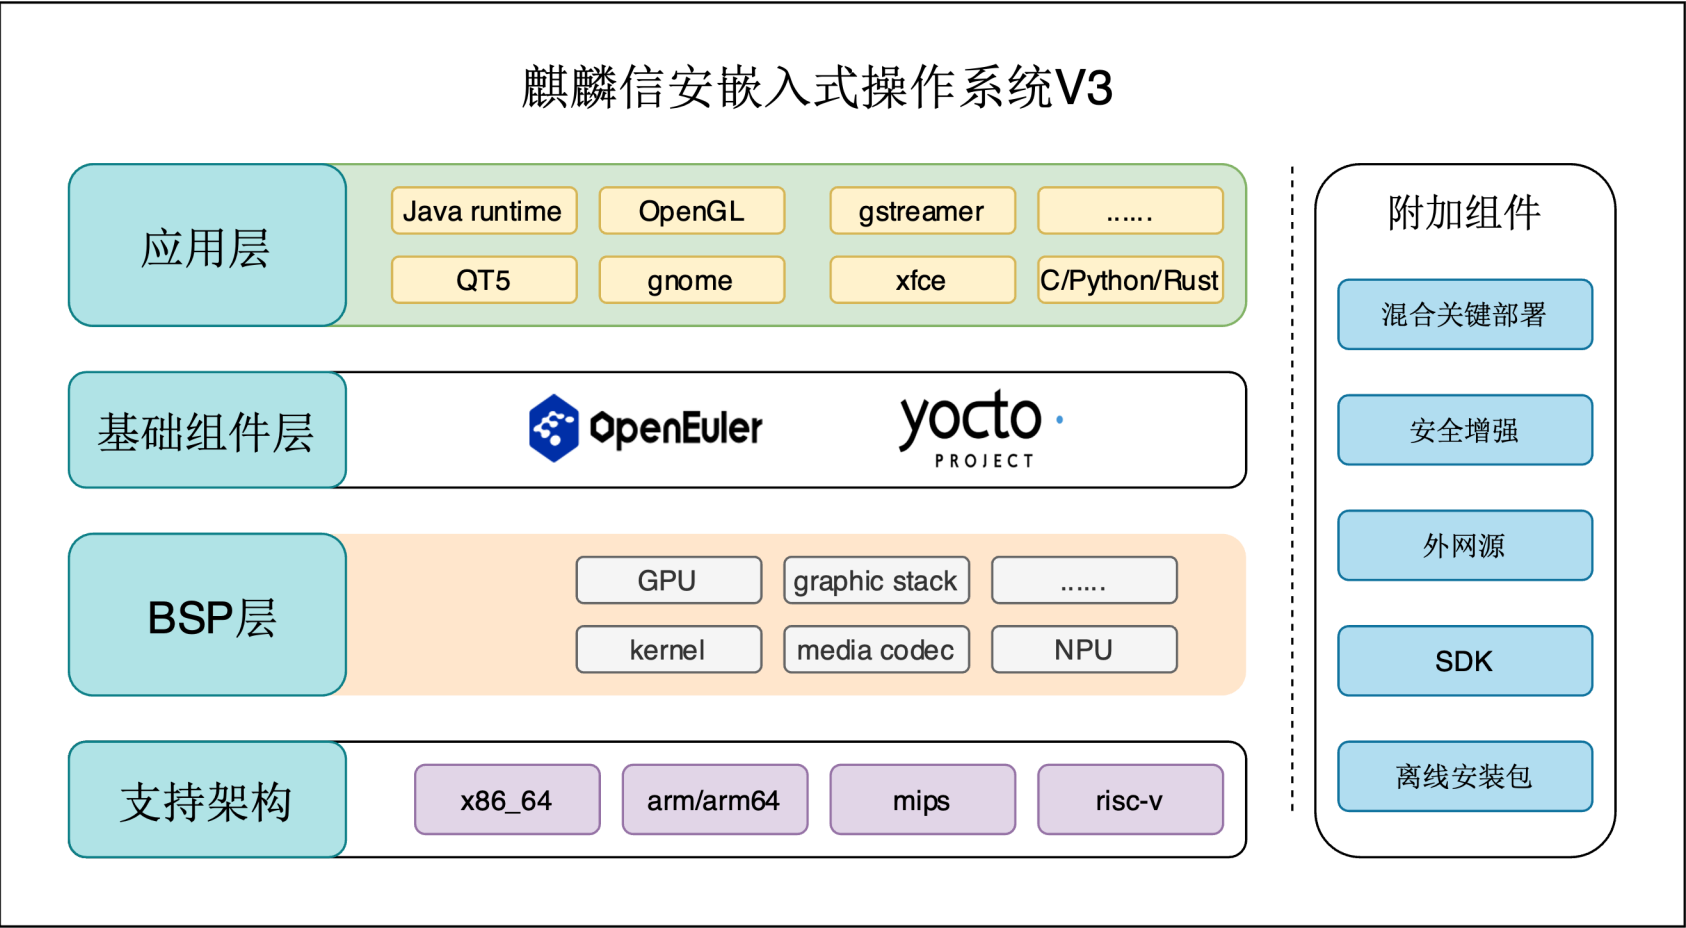 麒麟信安嵌入式操作系统V3
应用层
Java runtime
OpenGL
gstreamer
......
QT5
gnome
xfce
C/Python/Rust
基础组件层
OpenEuler
yocto
PROJECT
BSP层
GPU
graphic stack
......
kernel
media codec
NPU
支持架构
x86_64
arm/arm64
mips
risc-v
附加组件
混合关键部署
安全增强
外网源
SDK
离线安装包